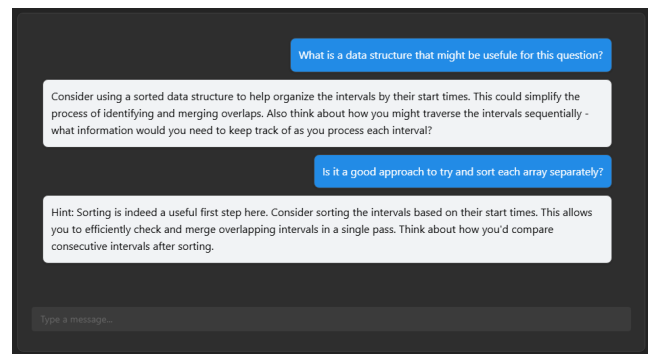 What is a data structure that might be usefule for this question?
Consider using a sorted data structure to help organize the intervals by their start times. This could simplify the
process of identifying and merging overlaps. Also think about how you might traverse the intervals sequentially -
what information would you need to keep track of as you process each interval?
Is it a good approach to try and sort each array separately?
Hint: Sorting is indeed a useful first step here. Consider sorting the intervals based on their start times. This allows
you to efficiently check and merge overlapping intervals in a single pass. Think about how you'd compare
consecutive intervals after sorting.
Type a message...